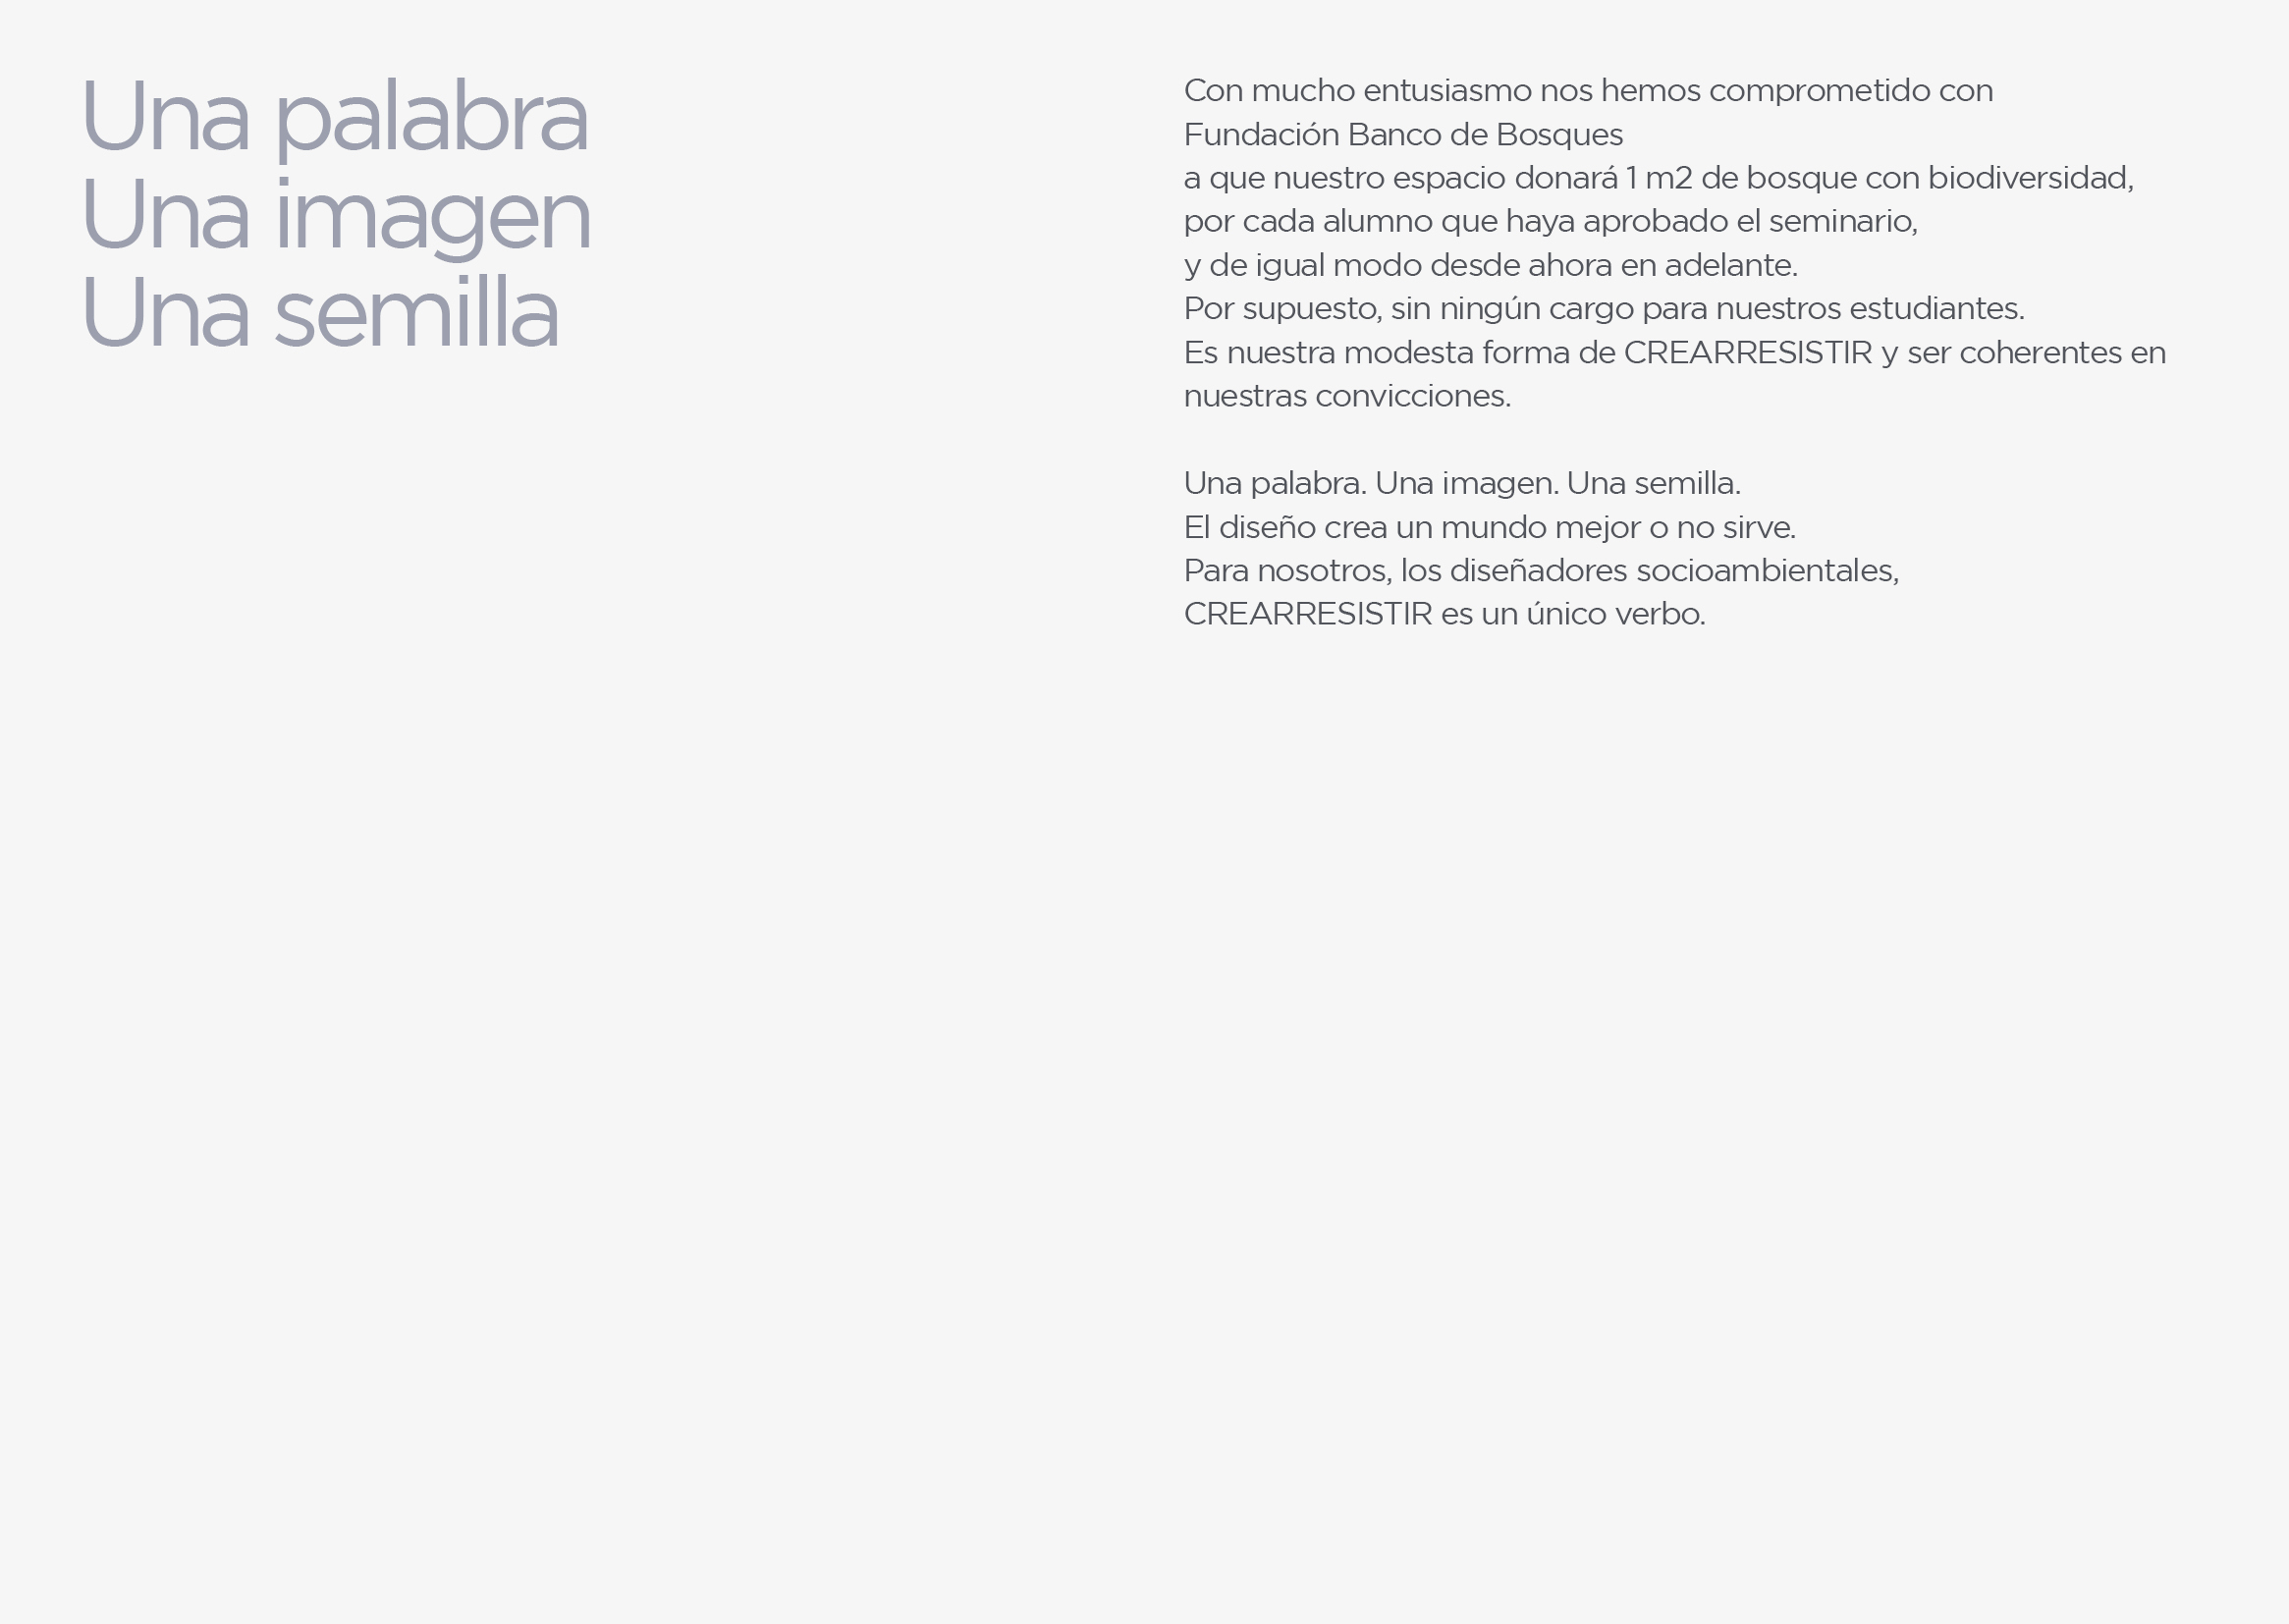 Una palabra
Una imagen
Una semilla
Con mucho entusiasmo nos hemos comprometido con
Fundación Banco de Bosques
a que nuestro espacio donará 1 m2 de bosque con biodiversidad,
por cada alumno que haya aprobado el seminario,
y de igual modo desde ahora en adelante.
Por supuesto, sin ningún cargo para nuestros estudiantes.
Es nuestra modesta forma de CREARRESISTIR y ser coherentes en
nuestras convicciones.
Una palabra. Una imagen. Una semilla.
El diseño crea un mundo mejor o no sirve.
Para nosotros, los diseñadores socioambientales,
CREARRESISTIR es un único verbo.